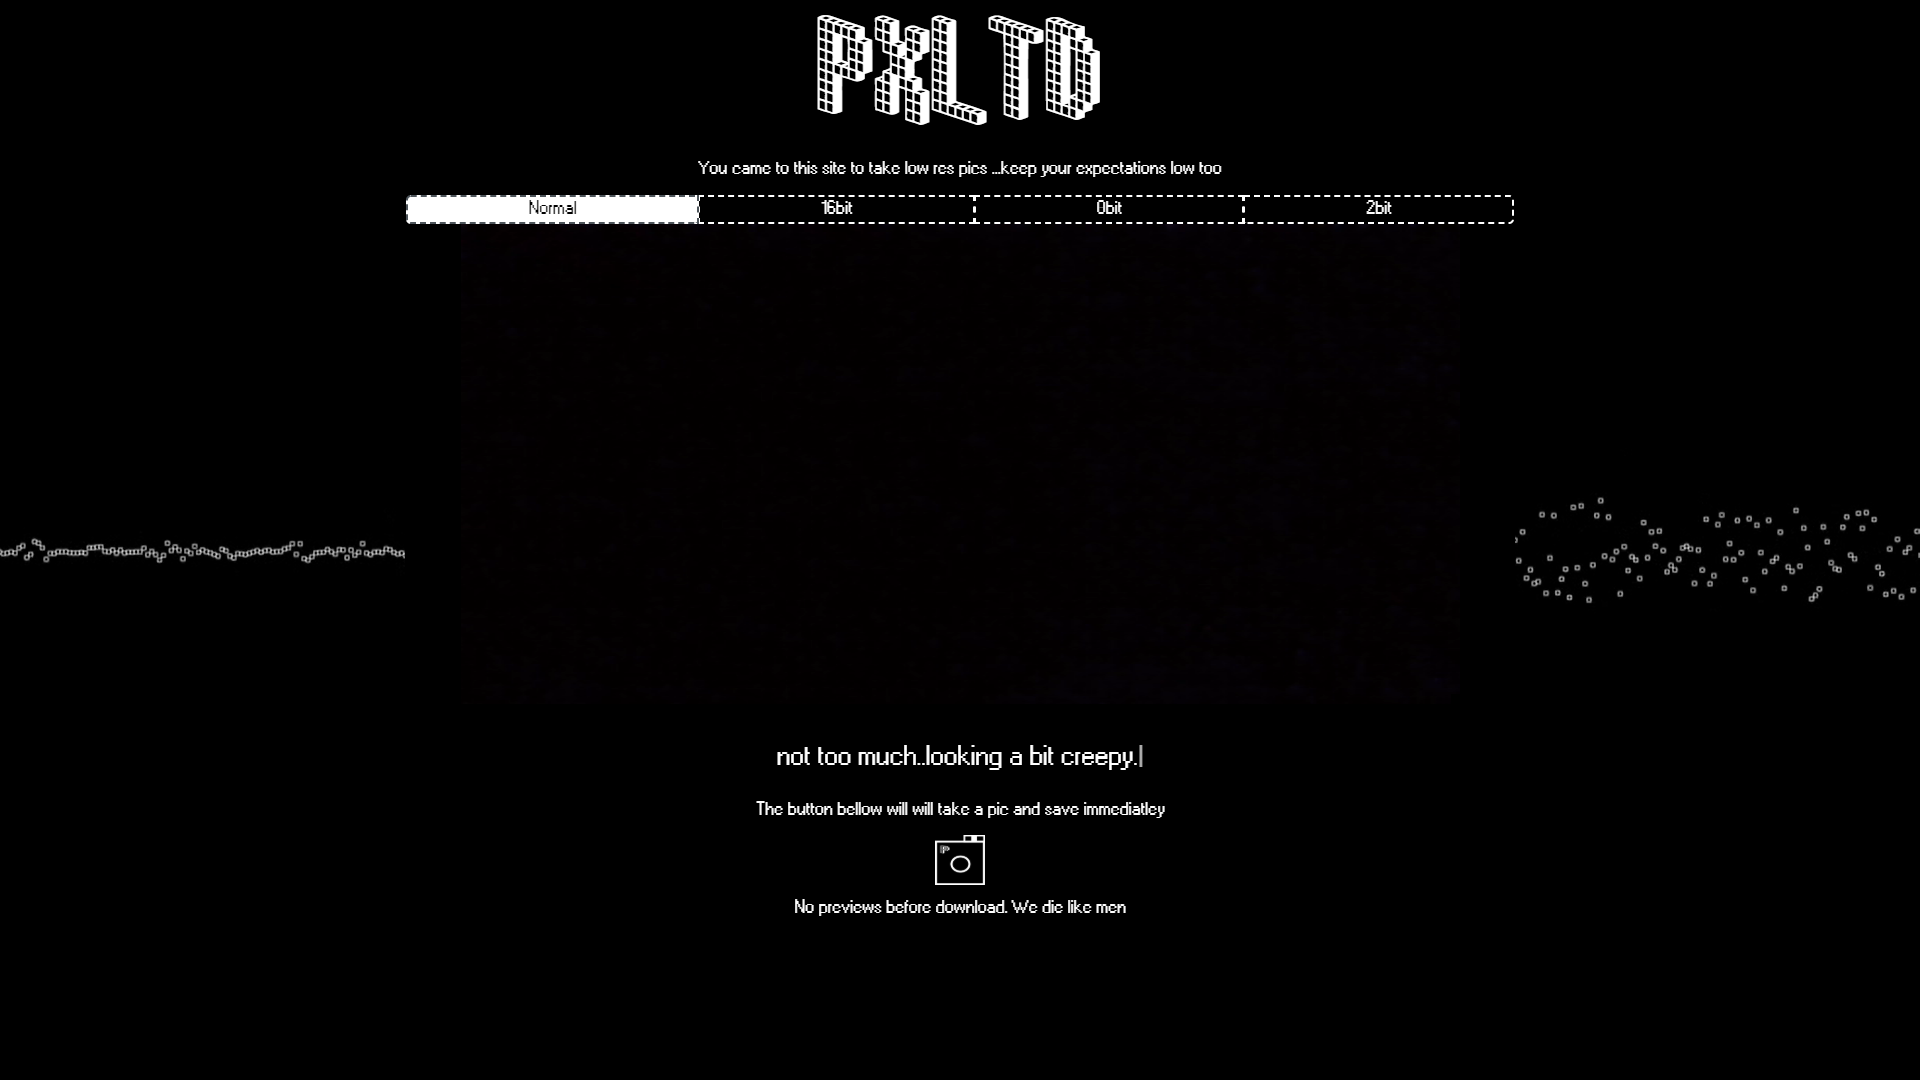 PXLTD
You came to this site to take low res pics ...keep your expectations low too
Normal 16bit 0bit 2bit
not too much..looking a bit creepy.
The button bellow will will take a pic and save immediatley
P
No previews before download. We die like men